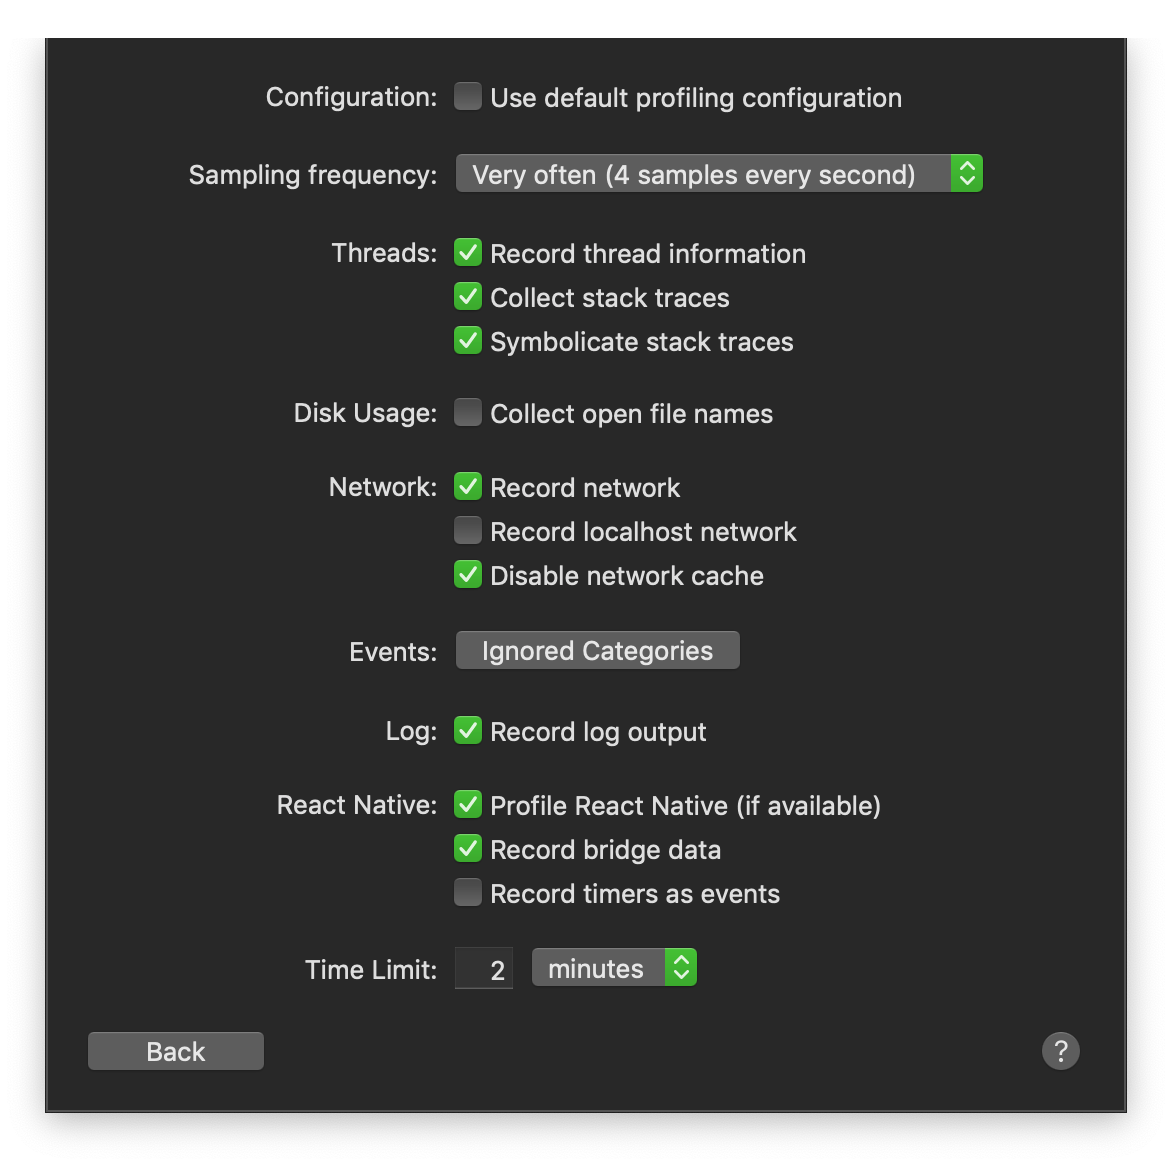 Configuration: Use default profiling configuration
Sampling frequency: Very often (4 samples every second)
Threads: Record thread information
Collect stack traces
Symbolicate stack traces
Disk Usage: Collect open file names
Network: Record network
Record localhost network
Disable network cache
Events: Ignored Categories
Log: Record log output
React Native: Profile React Native (if available)
Record bridge data
Record timers as events
Time Limit: 2 minutes
Back ?